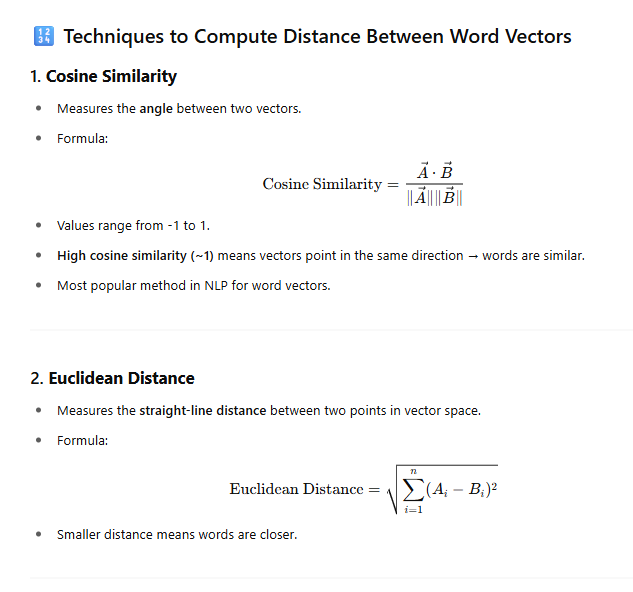 🔢 Techniques to Compute Distance Between Word Vectors
1. Cosine Similarity
• Measures the angle between two vectors.
• Formula:
Cosine Similarity = \frac{\vec{A} \cdot \vec{B}}{\|\vec{A}\| \|\vec{B}\|}
• Values range from -1 to 1.
• High cosine similarity (~1) means vectors point in the same direction → words are similar.
• Most popular method in NLP for word vectors.
2. Euclidean Distance
• Measures the straight-line distance between two points in vector space.
• Formula:
Euclidean Distance = \sqrt{\sum_{i=1}^{n} (A_i - B_i)^2}
• Smaller distance means words are closer.